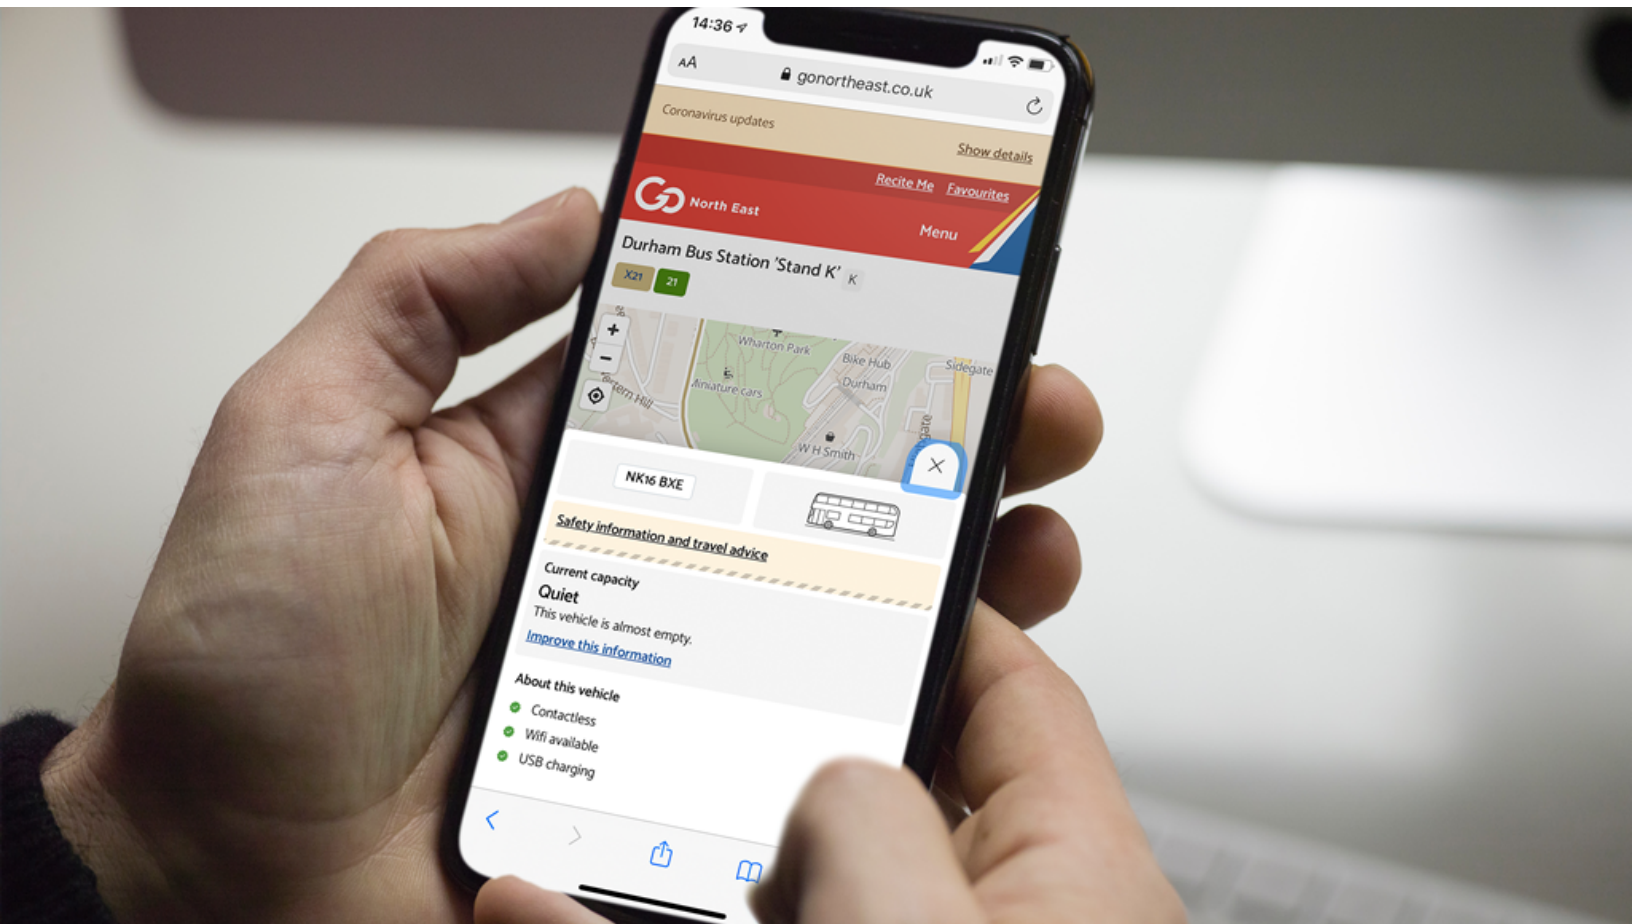 14:36
AA
gonortheast.co.uk
Coronavirus updates
Show details
Recite Me Favourites
GO North East
Menu
Durham Bus Station 'Stand K' K
X21 21
+
Wharton Park
Bike Hub
Sidegate
−
Durham
Miniature cars
W H Smith
NK16 BXE
Safety information and travel advice
Current capacity
Quiet
This vehicle is almost empty.
Improve this information
About this vehicle
Contactless
Wifi available
USB charging